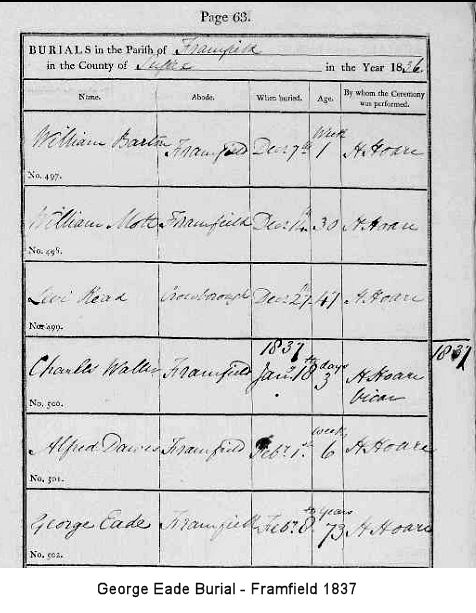 Page 63.
BURIALS in the Parish of Framfield
in the County of Sussex in the Year 1836.
Name. Abode. When buried. Age. By whom the Ceremony was performed.
William Barton Framfield Decr 7th 1 Week H Hoare
No. 497.
William Mott Framfield Decr 30 H Hoare
No. 498.
Levi Read Crowborough Decr 27th 47 H Hoare
No. 499.
1837 1837
Charles Waller Framfield Jany 18th 3 days H Hoare
Vicar
No. 500.
Alfred Dawes Framfield Feby 1st 6 weeks H Hoare
No. 501.
George Eade Framfield Feby 8th 73 years H Hoare
No. 502.
George Eade Burial - Framfield 1837